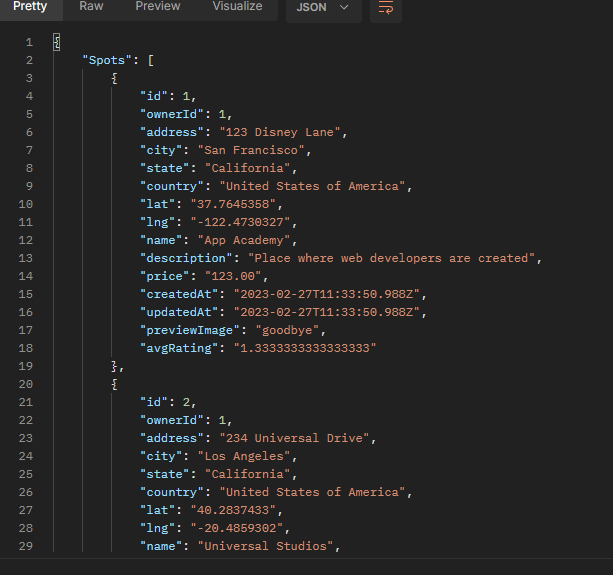 Pretty Raw Preview Visualize JSON
1 {
2 "Spots": [
3 {
4 "id": 1,
5 "ownerId": 1,
6 "address": "123 Disney Lane",
7 "city": "San Francisco",
8 "state": "California",
9 "country": "United States of America",
10 "lat": "37.7645358",
11 "lng": "-122.4730327",
12 "name": "App Academy",
13 "description": "Place where web developers are created",
14 "price": "123.00",
15 "createdAt": "2023-02-27T11:33:50.988Z",
16 "updatedAt": "2023-02-27T11:33:50.988Z",
17 "previewImage": "goodbye",
18 "avgRating": "1.3333333333333333"
19 },
20 {
21 "id": 2,
22 "ownerId": 1,
23 "address": "234 Universal Drive",
24 "city": "Los Angeles",
25 "state": "California",
26 "country": "United States of America",
27 "lat": "40.2837433",
28 "lng": "-20.4859302",
29 "name": "Universal Studios",